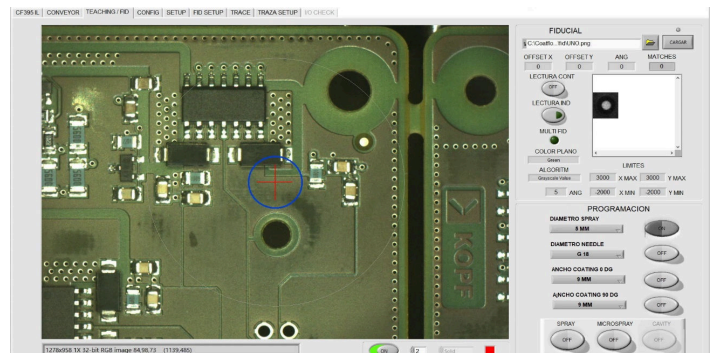 CF395-IL CONVEYOR TEACHING / FID CONFIG SETUP FID SETUP TRACE TRAZA SETUP I/O CHECK
FIDUCIAL
CARGAR
OFFSET X OFFSET Y ANG MATCHES
0 0 0 0
LECTURA CONT
OFF
LECTURA IND
MULTI FID
COLOR PLANO
Green
ALGORITM
Grayscale Value
LIMITES
3000 X MAX 3000 Y MAX
5 ANG -2000 X MIN -2000 Y MIN
PROGRAMACION
DIAMETRO SPRAY
8 MM ON
DIAMETRO NEEDLE
G 18 OFF
ANCHO COATING 0 DG
9 MM OFF
ANCHO COATING 90 DG
9 MM OFF
SPRAY MICROSPRAY CAVITY
OFF OFF OFF
KOPF
1278x958 1X 32-bit RGB image 84,98,73 (1139,485)
ON 2